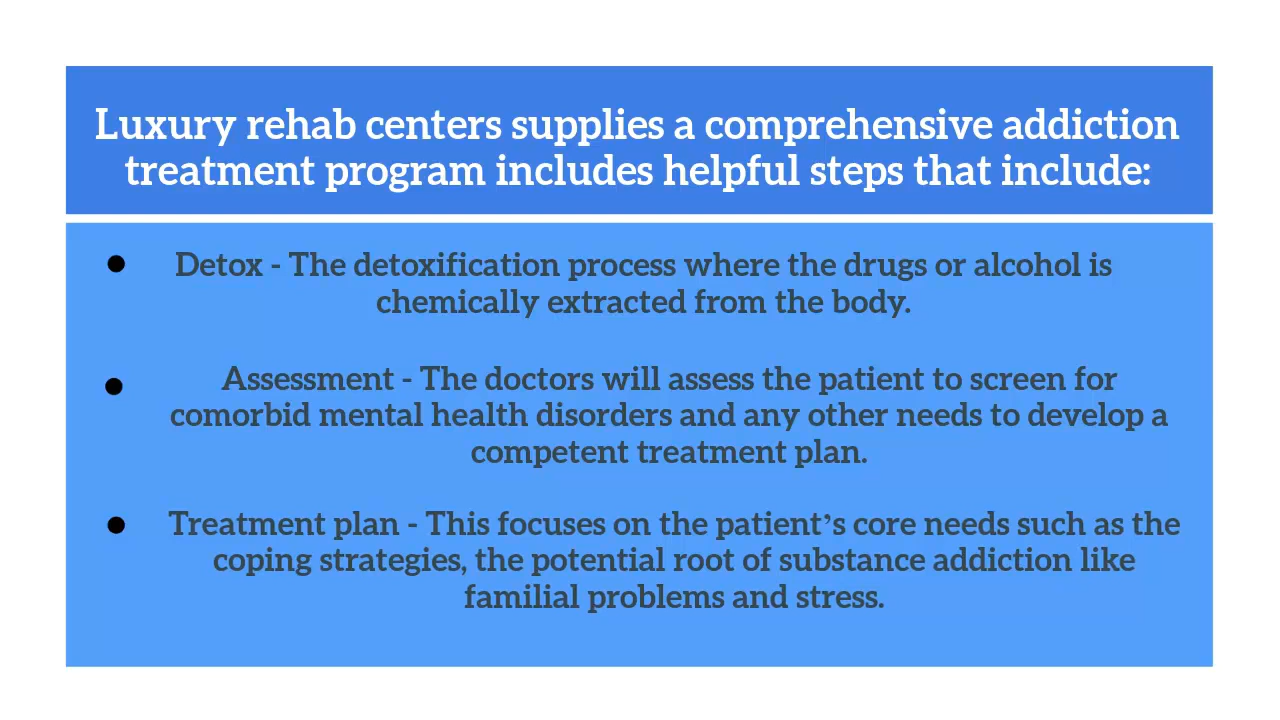 Luxury rehab centers supplies a comprehensive addiction
treatment program includes helpful steps that include:
● Detox - The detoxification process where the drugs or alcohol is
chemically extracted from the body.
● Assessment - The doctors will assess the patient to screen for
comorbid mental health disorders and any other needs to develop a
competent treatment plan.
● Treatment plan - This focuses on the patient’s core needs such as the
coping strategies, the potential root of substance addiction like
familial problems and stress.